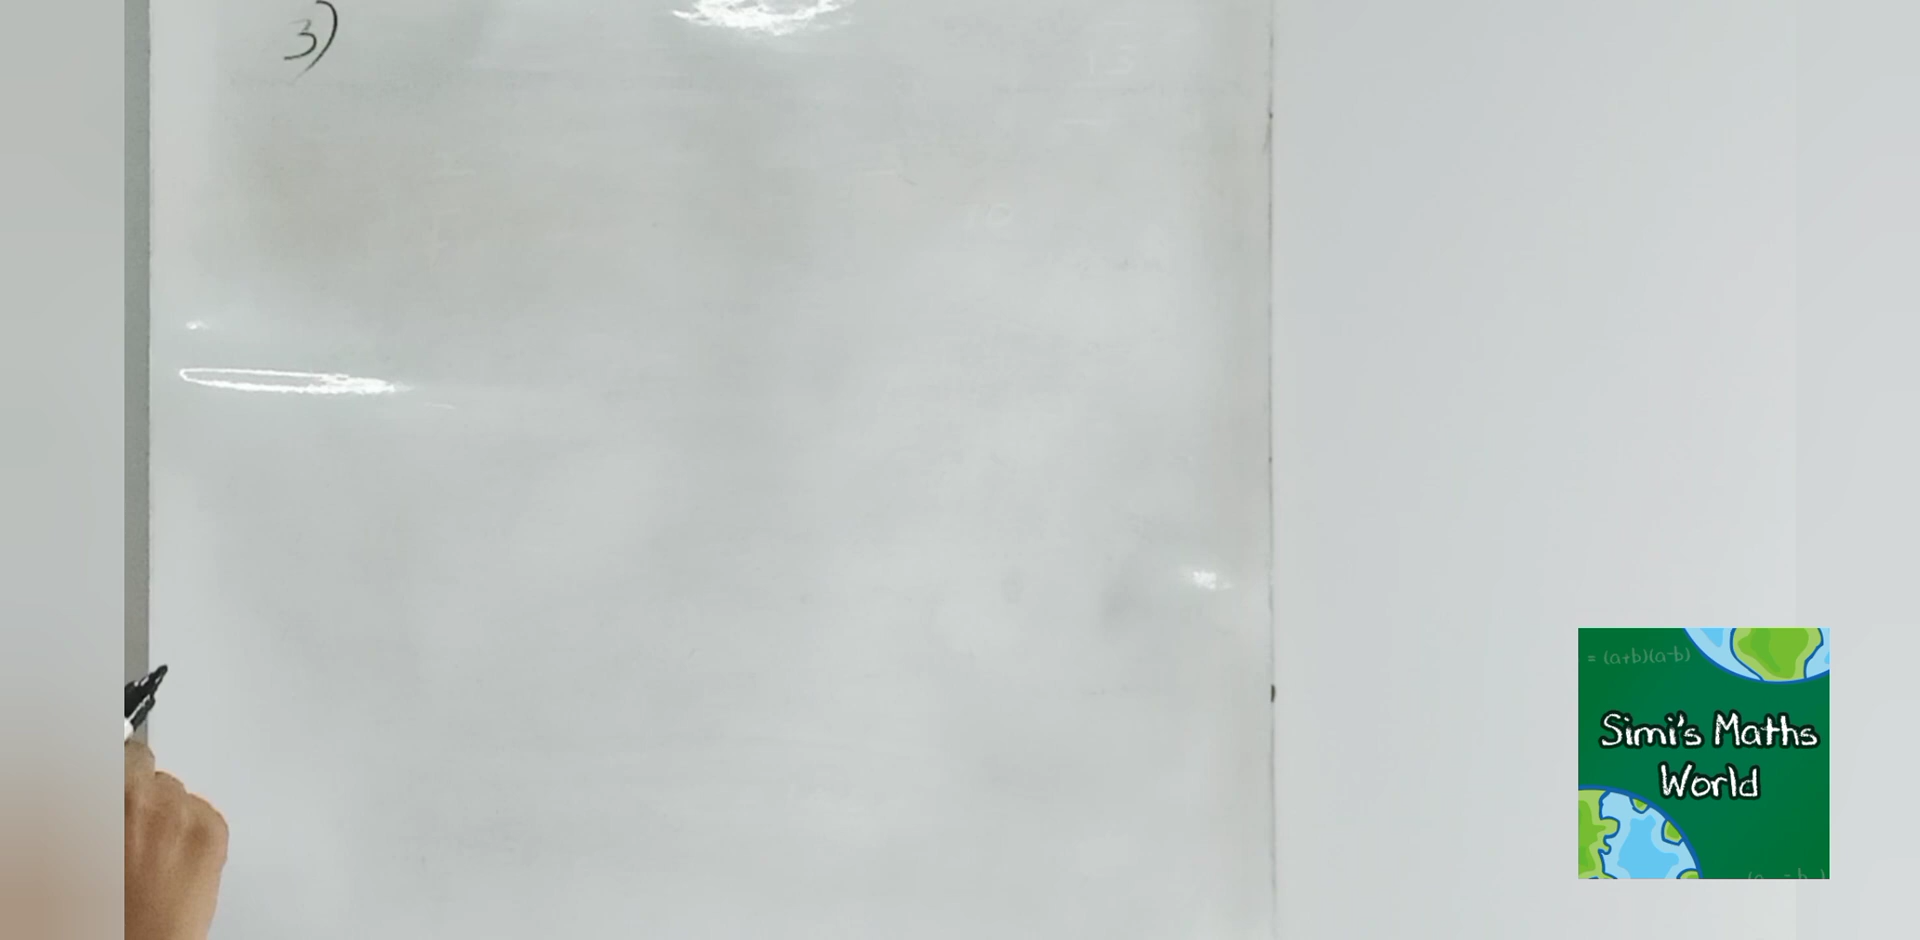 3)
= (a+b)(a-b)
Simi's Maths
World